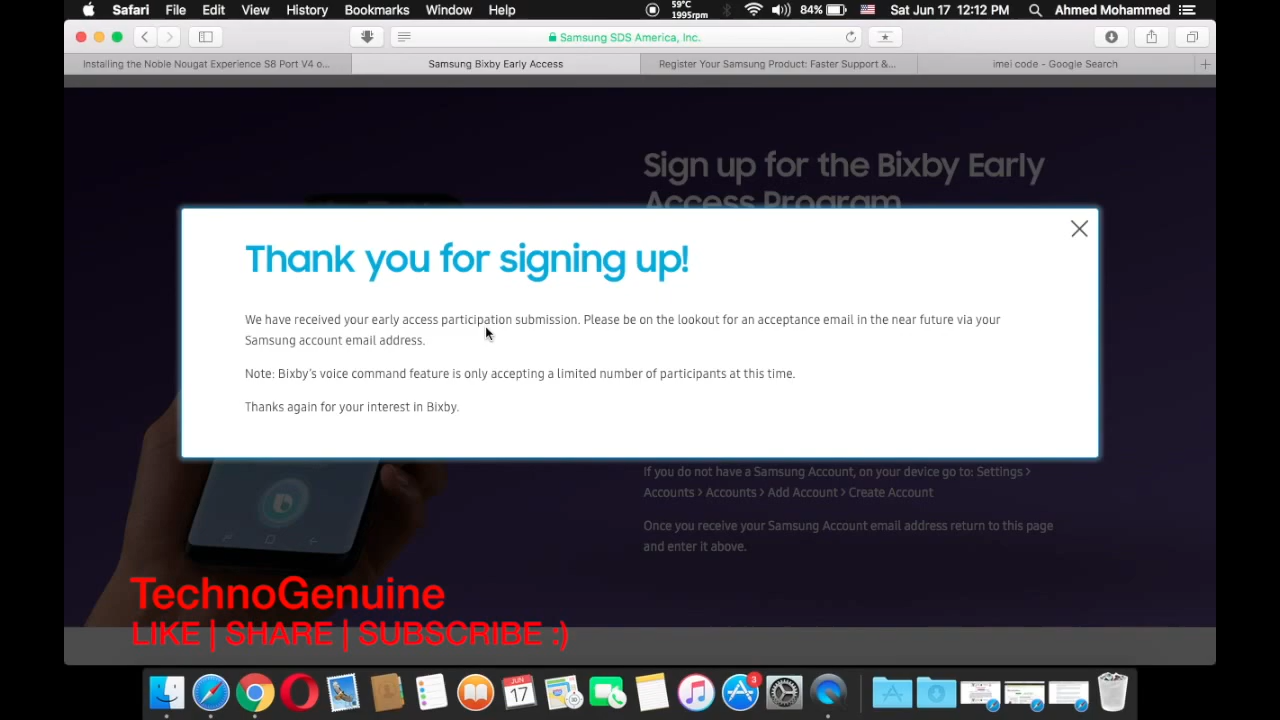 Safari File Edit View History Bookmarks Window Help 59°C 1995rpm 84% Sat Jun 17 12:12 PM Ahmed Mohammed
Samsung SDS America, Inc.
Installing the Noble Nougat Experience S8 Port V4 o... Samsung Bixby Early Access Register Your Samsung Product: Faster Support &... imei code - Google Search
Sign up for the Bixby Early
Access Program
Thank you for signing up!
We have received your early access participation submission. Please be on the lookout for an acceptance email in the near future via your
Samsung account email address.
Note: Bixby's voice command feature is only accepting a limited number of participants at this time.
Thanks again for your interest in Bixby.
If you do not have a Samsung Account, on your device go to: Settings >
Accounts > Accounts > Add Account > Create Account
Once you receive your Samsung Account email address return to this page
and enter it above.
TechnoGenuine
LIKE | SHARE | SUBSCRIBE :)
JUN
17
3